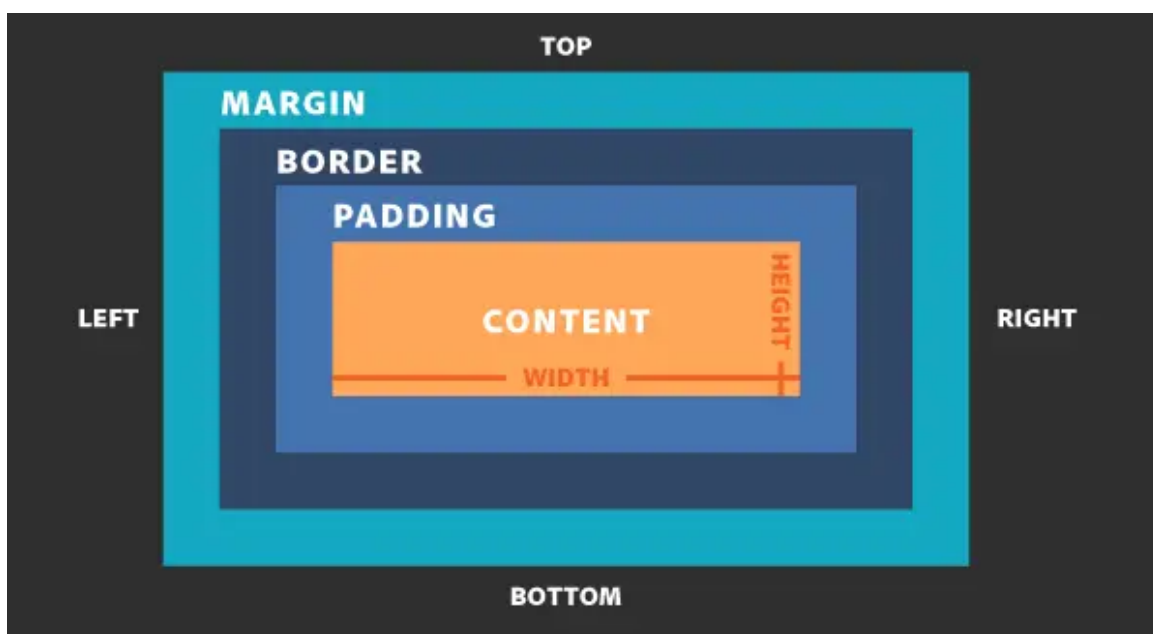 TOP
MARGIN
BORDER
PADDING
HEIGHT
LEFT
CONTENT
RIGHT
WIDTH
BOTTOM